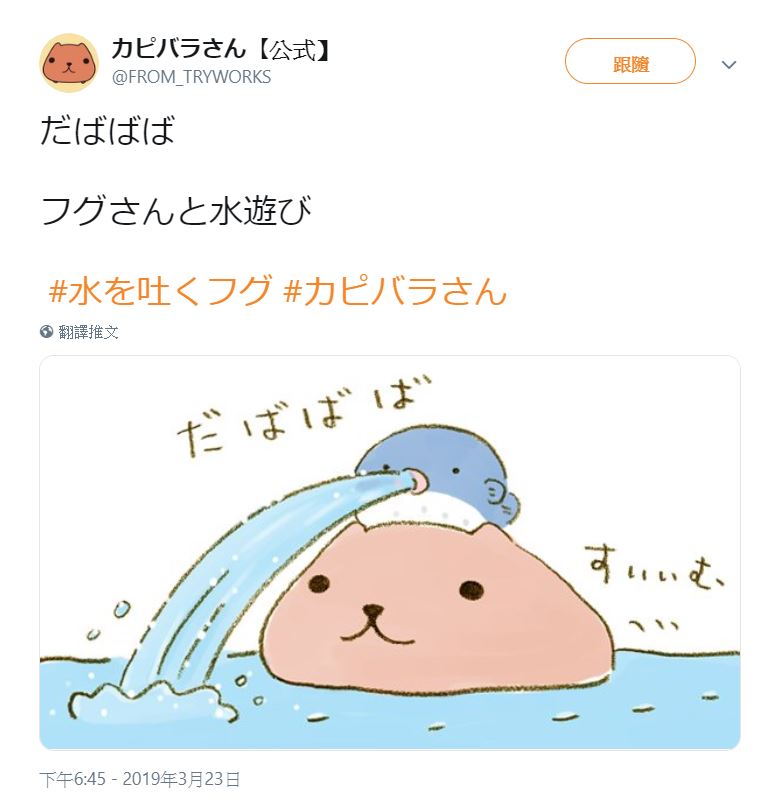 カピバラさん【公式】
@FROM_TRYWORKS
跟隨
だばばば
フグさんと水遊び
#水を吐くフグ #カピバラさん
翻譯推文
だばばば
すいいむ、
下午6:45 - 2019年3月23日